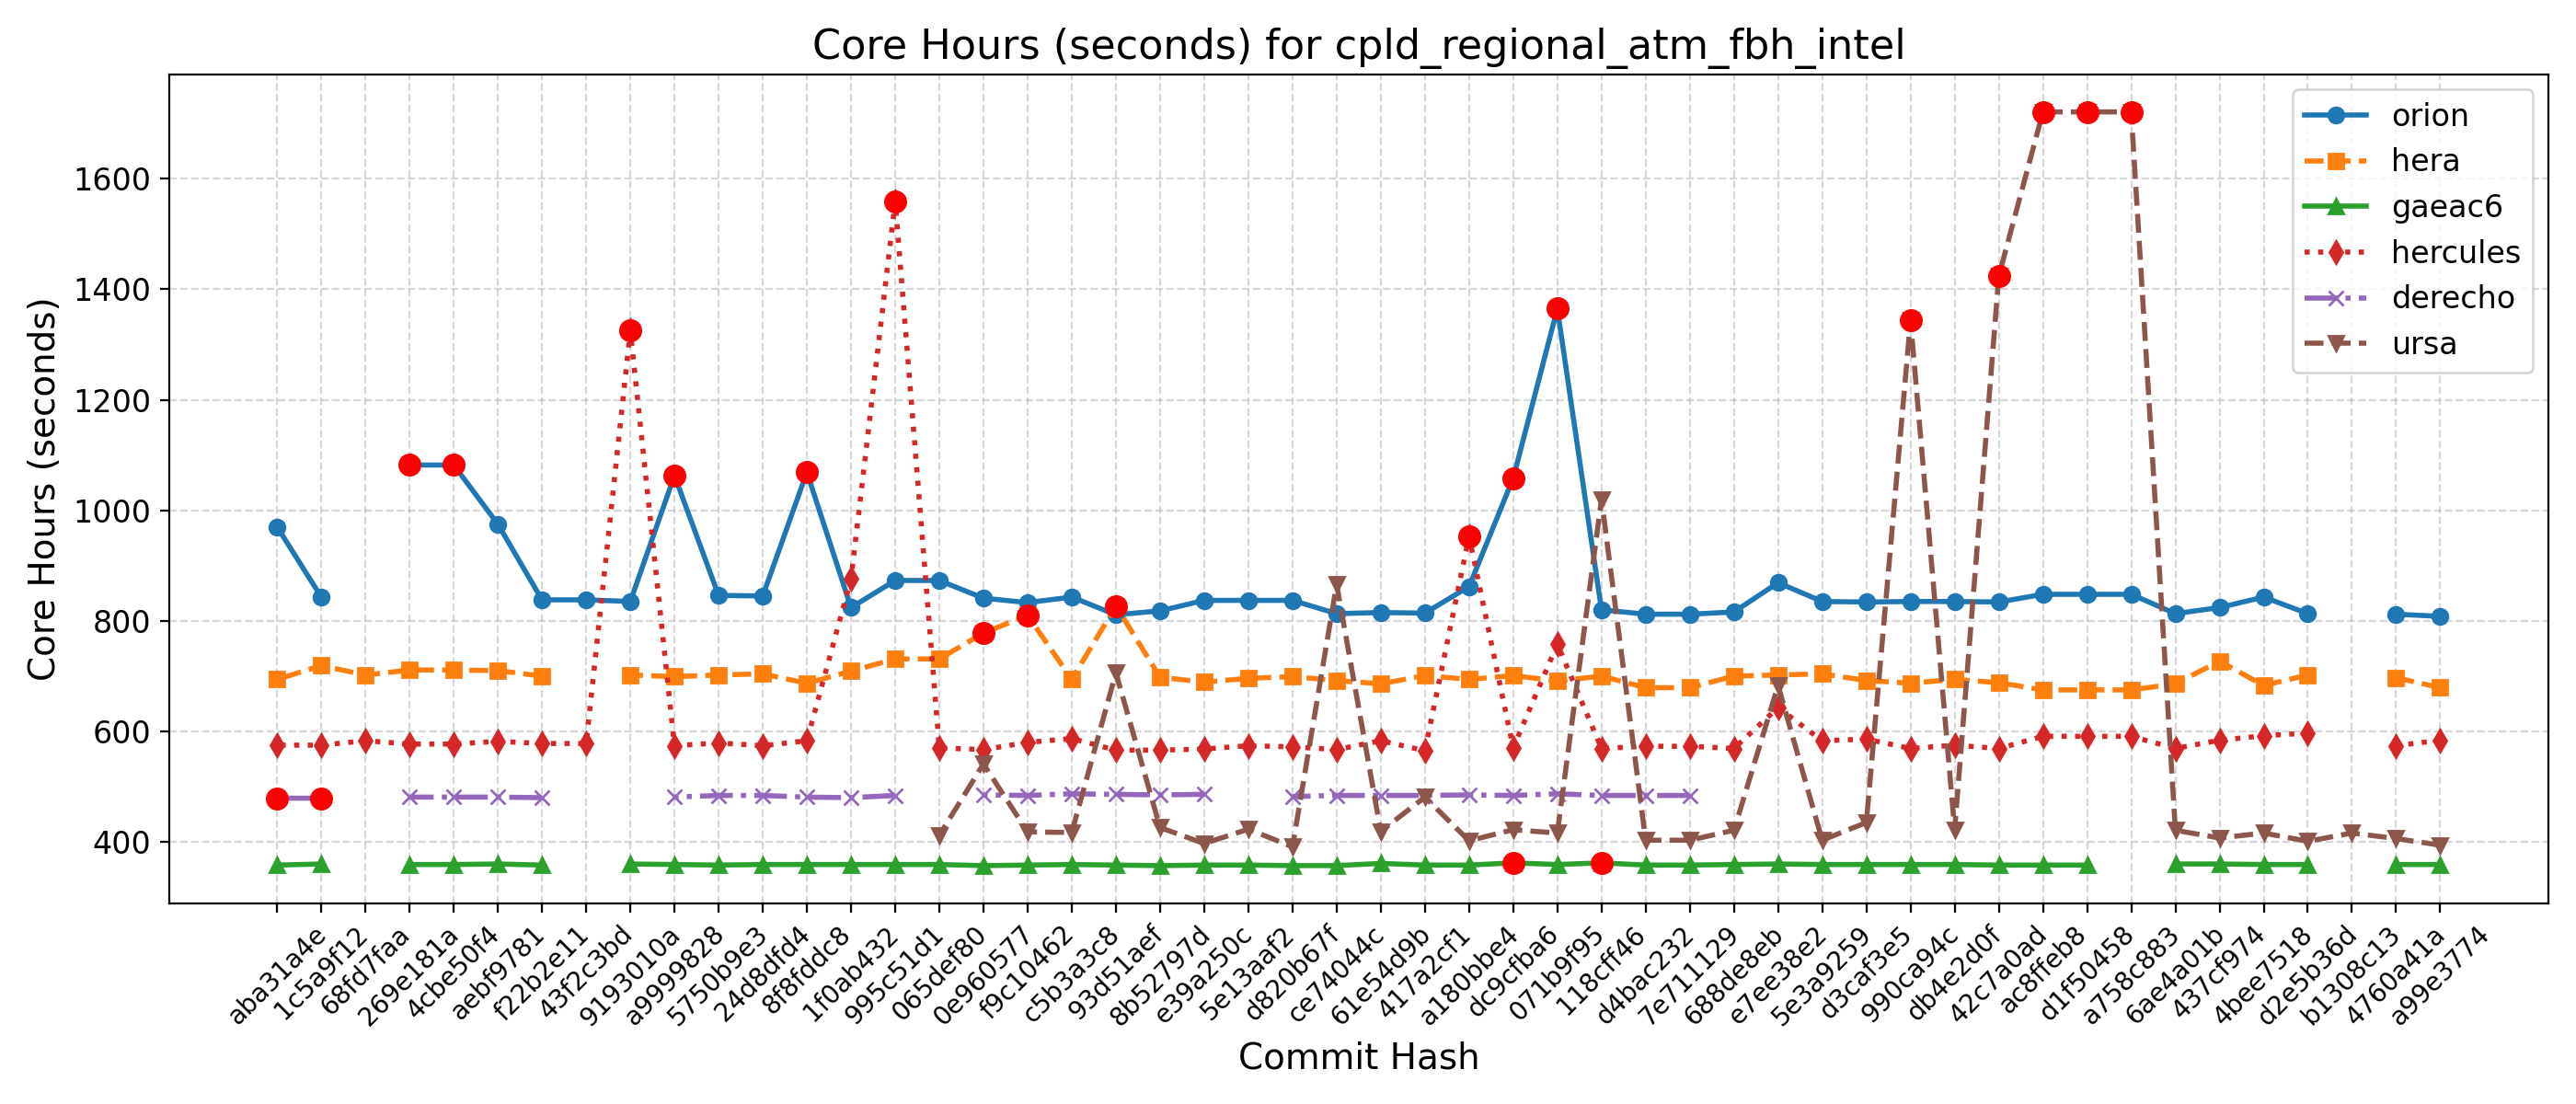 Core Hours (seconds) for cpld_regional_atm_fbh_intel
Core Hours (seconds)
1600
1400
1200
1000
800
600
400
orion
hera
gaeac6
hercules
derecho
ursa
aba31a4e
1c5a9f12
68fd7faa
269e181a
4cbe50f4
aebf9781
f22b2e11
43f2c3bd
9193010a
a9999828
5750b9e3
24d8dfd4
8f8fddc8
1f0ab432
995c51d1
065def80
0e960577
f9c10462
c5b3a3c8
93d51aef
8b52797d
e39a250c
5e13aaf2
d820b67f
ce74044c
61e54d9b
417a2cf1
a180bbe4
dc9cfba6
071b9f95
118cff46
d4bac232
7e711129
688de8eb
e7ee38e2
5e3a9259
d3caf3e5
990ca94c
db4e2d0f
42c7a0ad
ac8ffeb8
d1f50458
a758c883
6ae4a01b
437cf974
4bee7518
d2e5b36d
b1308c13
4760a41a
a99e3774
Commit Hash